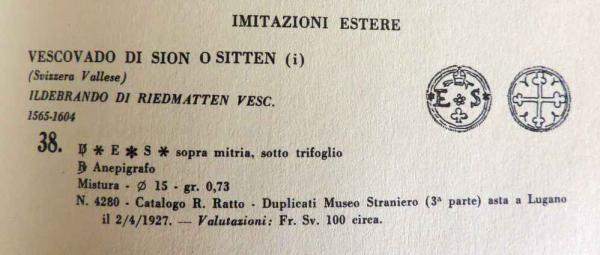 IMITAZIONI ESTERE
VESCOVADO DI SION O SITTEN (i)
(Svizzera Vallese)
ILDEBRANDO DI RIEDMATTEN VESC.
1565-1604
*E*S*
38. D * E * S * sopra mitria, sotto trifoglio
R Anepigrafo
Mistura - Ø 15 - gr. 0,73
N. 4280 - Catalogo R. Ratto - Duplicati Museo Straniero (3ª parte) asta a Lugano
il 2/4/1927. — Valutazioni: Fr. Sv. 100 circa.